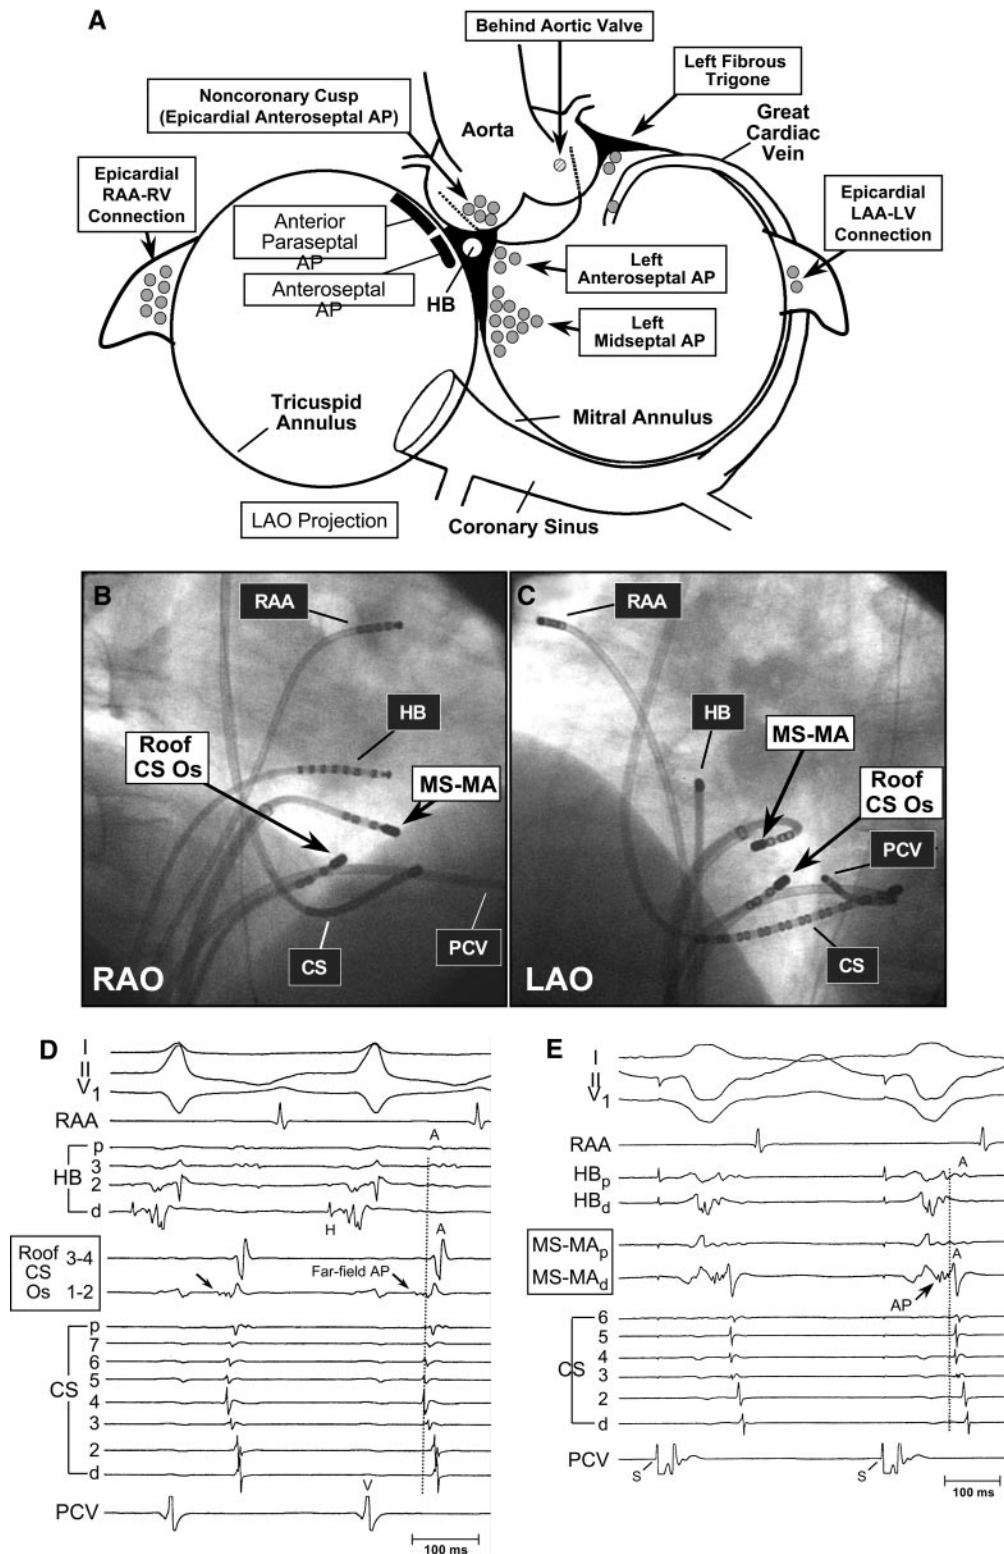 A
Behind Aortic Valve
Left Fibrous
Trigone
Noncoronary Cusp
(Epicardial Anteroseptal AP)
Great
Cardiac
Vein
Aorta
Epicardial
RAA-RV
Connection
Epicardial
LAA-LV
Connection
Anterior
Paraseptal
AP
Anteroseptal
AP
HB
Left
Anteroseptal AP
Left
Midseptal AP
Tricuspid
Annulus
Mitral Annulus
LAO Projection
Coronary Sinus
B
RAA
HB
Roof
CS Os
MS-MA
CS
PCV
RAO
C
RAA
HB
MS-MA
Roof
CS Os
PCV
CS
LAO
D
I
II
V1
RAA
A
HB
p
3
2
d
H
A
Roof 3-4
CS
Os 1-2
Far-field AP
CS
p
7
6
5
4
3
2
d
V
PCV
100 ms
E
I
II
V1
RAA
A
HBp
HBd
MS-MAp
A
MS-MAd
AP
CS
6
5
4
3
2
d
PCV
S
S
100 ms